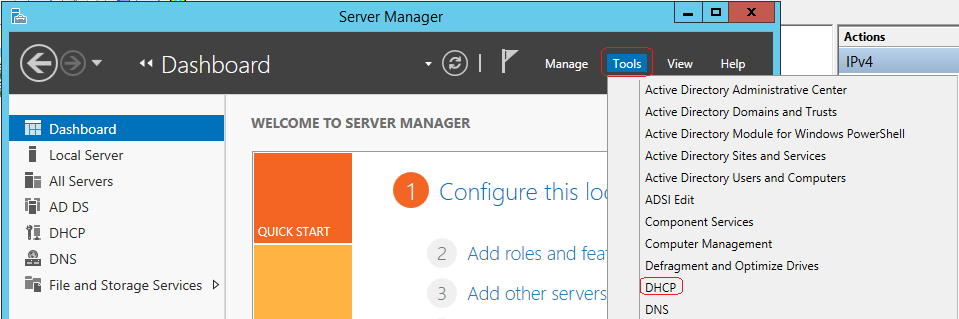 Server Manager
Dashboard
Manage
Tools
View
Help
Actions
IPv4
Dashboard
Local Server
All Servers
AD DS
DHCP
DNS
File and Storage Services
WELCOME TO SERVER MANAGER
QUICK START
1 Configure this loc
2 Add roles and feat
3 Add other servers
Active Directory Administrative Center
Active Directory Domains and Trusts
Active Directory Module for Windows PowerShell
Active Directory Sites and Services
Active Directory Users and Computers
ADSI Edit
Component Services
Computer Management
Defragment and Optimize Drives
DHCP
DNS